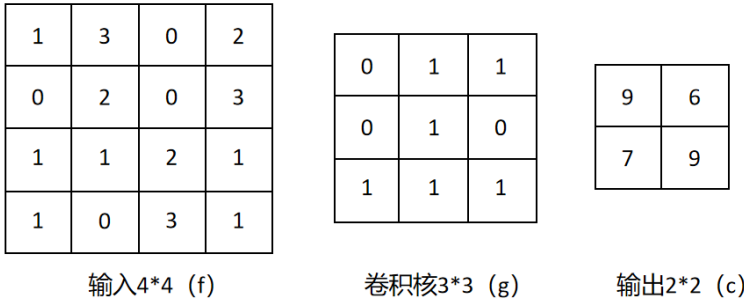 1 3 0 2
0 2 0 3
1 1 2 1
1 0 3 1
输入4*4（f）
0 1 1
0 1 0
1 1 1
卷积核3*3（g）
9 6
7 9
输出2*2（c）